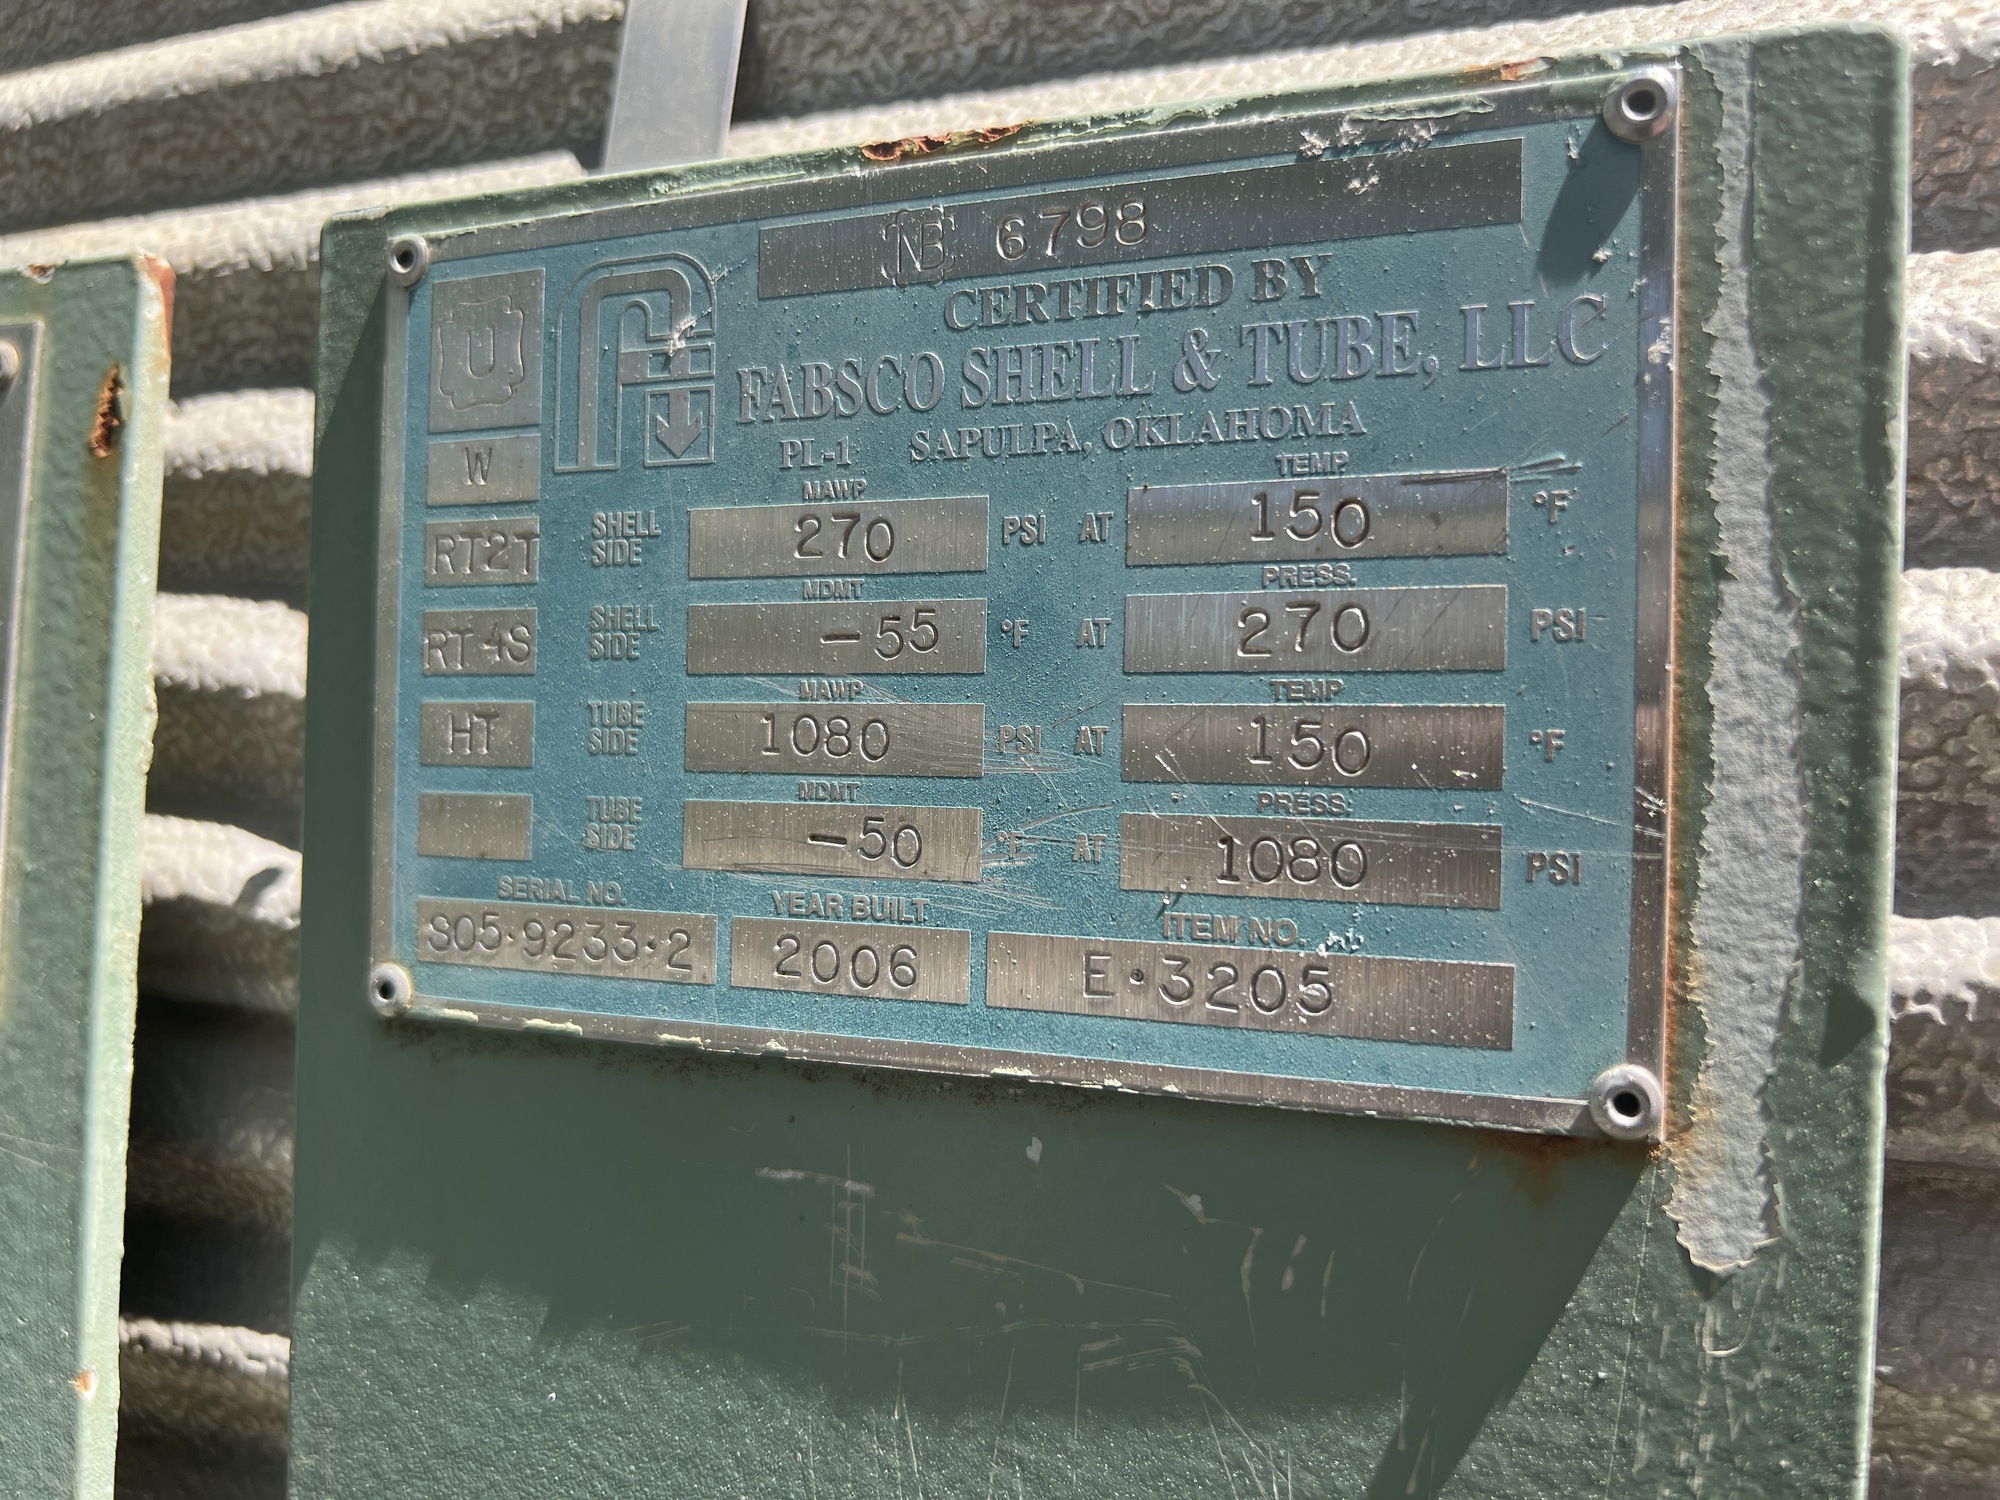 NB 6798
CERTIFIED BY
FABSCO SHELL & TUBE, LLC
PL-1 SAPULPA, OKLAHOMA
U
W
RT2T
RT 4S
HT
MAWP TEMP
SHELL SIDE 270 PSI AT 150 °F
MDMT PRESS.
SHELL SIDE -55 °F AT 270 PSI
MAWP TEMP
TUBE SIDE 1080 PSI AT 150 °F
MDMT PRESS.
TUBE SIDE -50 °F AT 1080 PSI
SERIAL NO. YEAR BUILT ITEM NO.
S05·9233·2 2006 E·3205